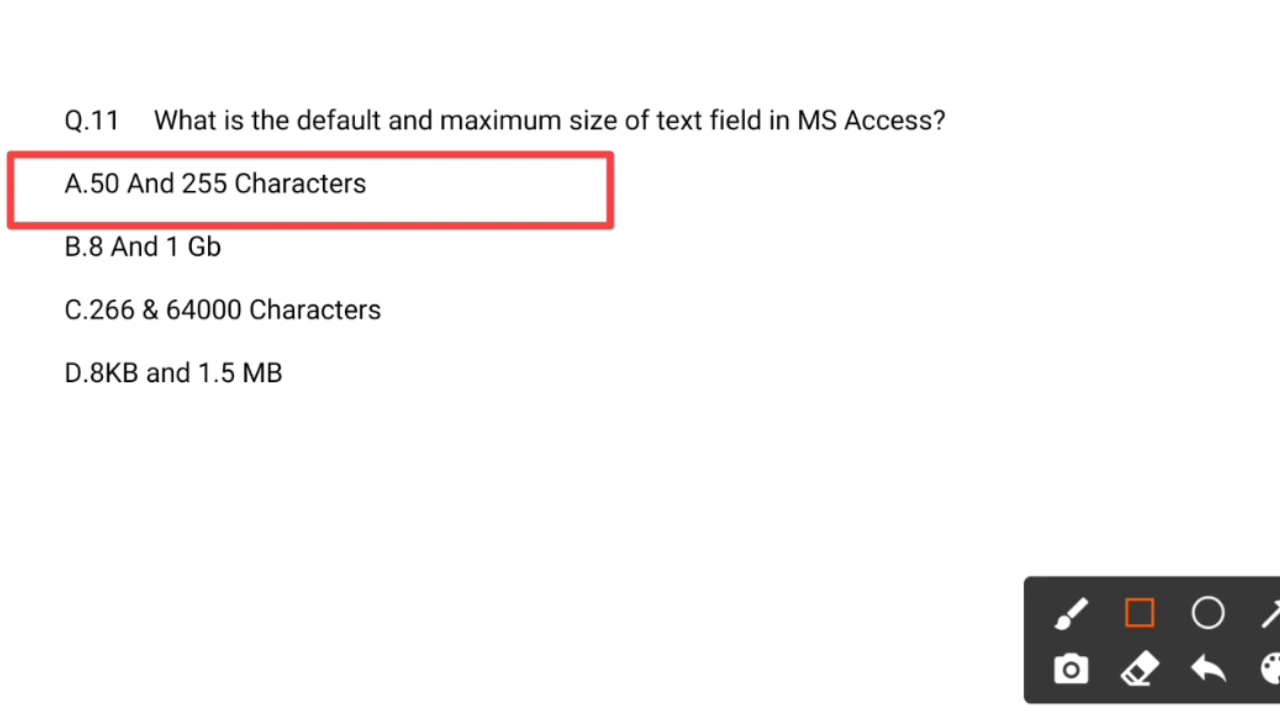 Q.11 What is the default and maximum size of text field in MS Access?
A.50 And 255 Characters
B.8 And 1 Gb
C.266 & 64000 Characters
D.8KB and 1.5 MB